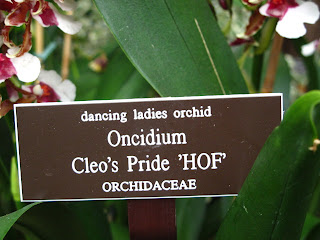 dancing ladies orchid
Oncidium
Cleo's Pride 'HOF'
ORCHIDACEAE